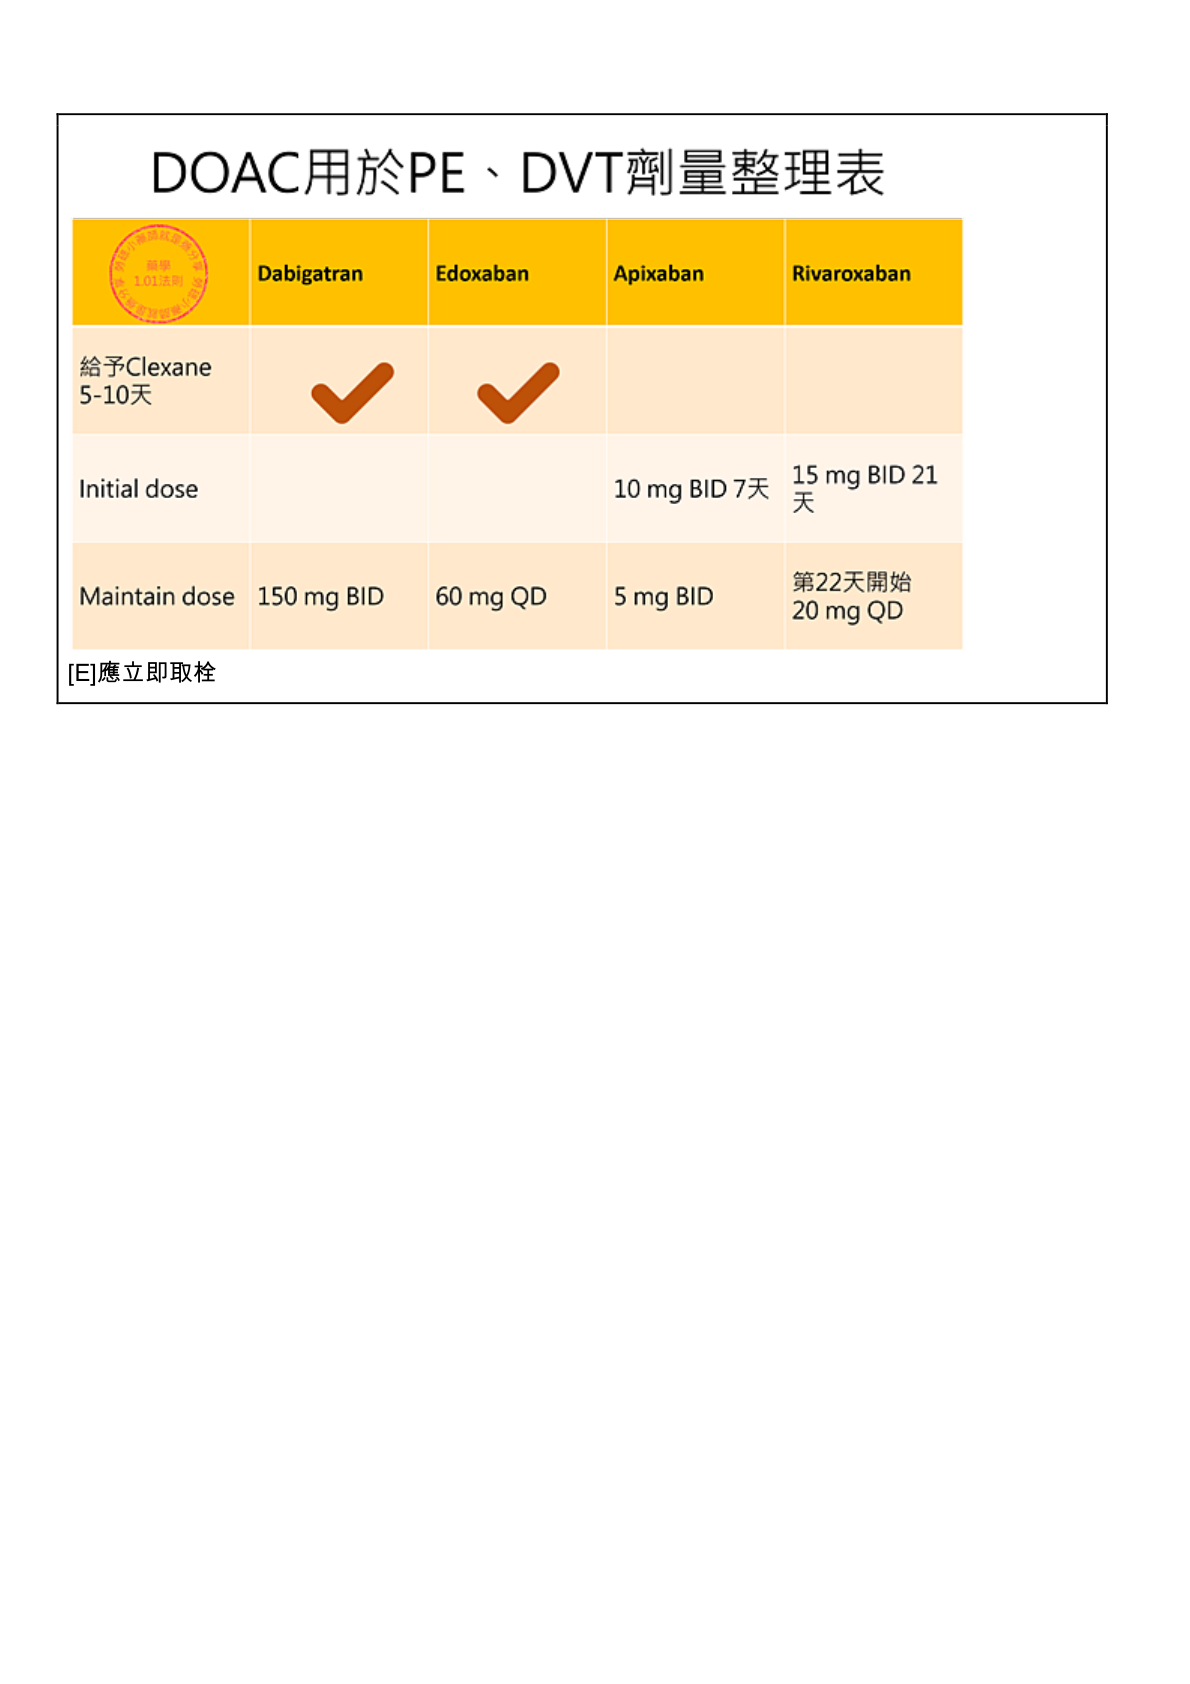 DOAC用於PE、DVT劑量整理表
藥學
1.01法則
Dabigatran
Edoxaban
Apixaban
Rivaroxaban
給予Clexane
5-10天
Initial dose
10 mg BID 7天
15 mg BID 21
天
Maintain dose
150 mg BID
60 mg QD
5 mg BID
第22天開始
20 mg QD
[E]應立即取栓